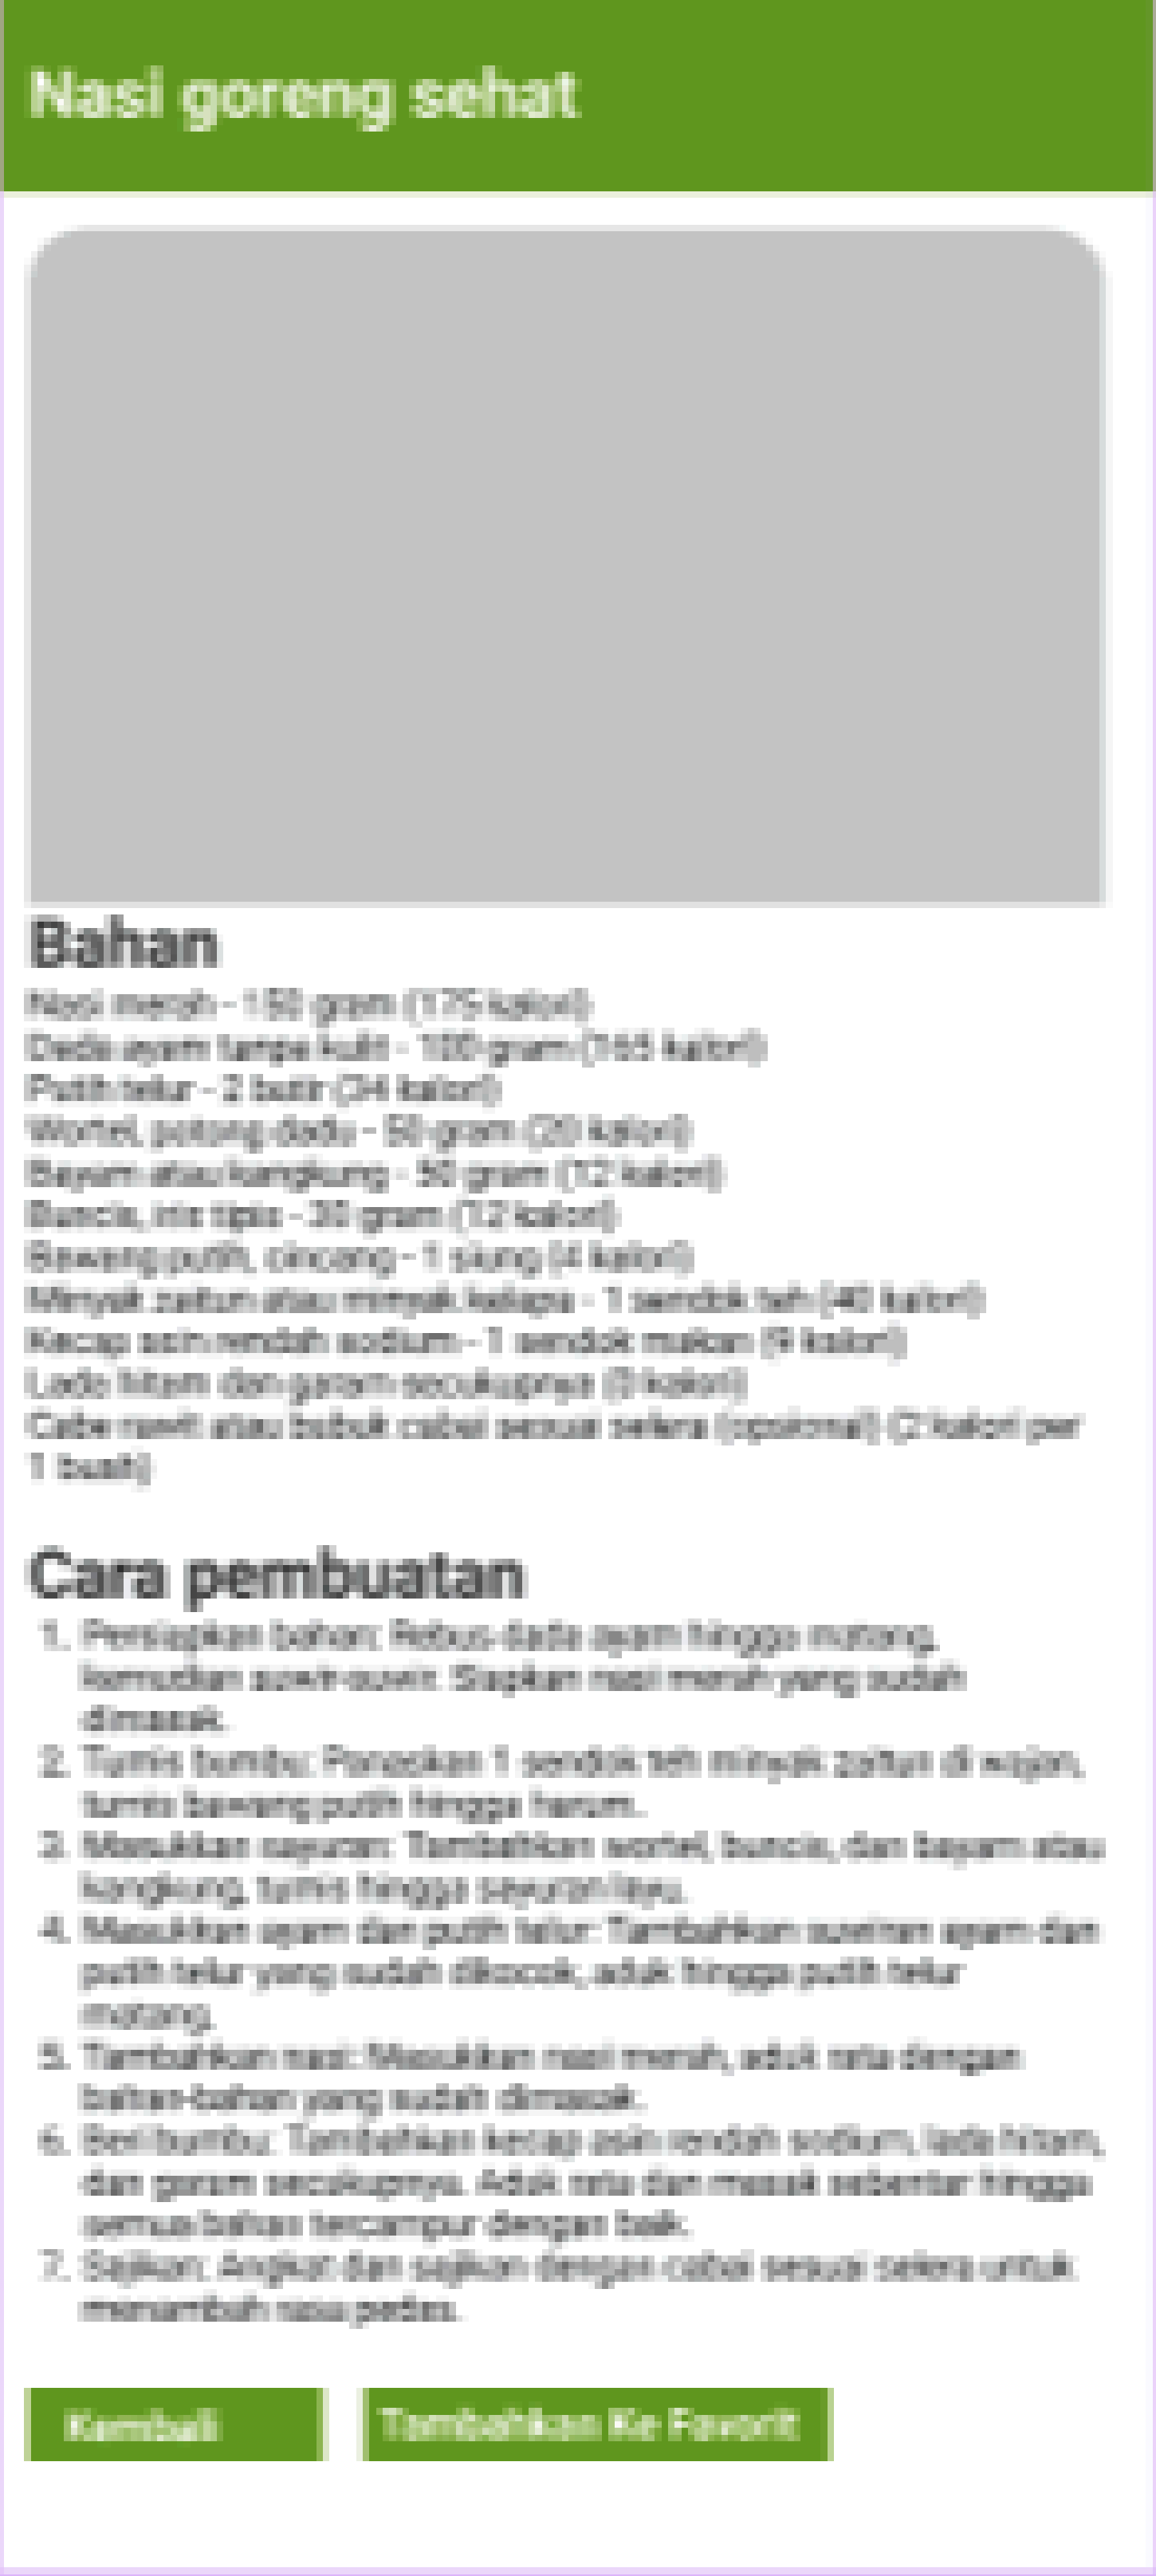 Nasi goreng sehat
Bahan
Nasi merah - 150 gram (175 kalori)
Dada ayam tanpa kulit - 100 gram (165 kalori)
Putih telur - 2 butir (34 kalori)
Wortel, potong dadu - 50 gram (20 kalori)
Bayam atau kangkung - 50 gram (12 kalori)
Buncis, iris tipis - 30 gram (12 kalori)
Bawang putih, cincang - 1 siung (4 kalori)
Minyak zaitun atau minyak kelapa - 1 sendok teh (40 kalori)
Kecap asin rendah sodium - 1 sendok makan (9 kalori)
Lada hitam dan garam secukupnya (0 kalori)
Cabe rawit atau bubuk cabai sesuai selera (opsional) (2 kalori per
1 buah)
Cara pembuatan
1. Persiapkan bahan: Rebus dada ayam hingga matang,
kemudian suwir-suwir. Siapkan nasi merah yang sudah
dimasak.
2. Tumis bumbu: Panaskan 1 sendok teh minyak zaitun di wajan,
tumis bawang putih hingga harum.
3. Masukkan sayuran: Tambahkan wortel, buncis, dan bayam atau
kangkung, tumis hingga sayuran layu.
4. Masukkan ayam dan putih telur: Tambahkan suwiran ayam dan
putih telur yang sudah dikocok, aduk hingga putih telur
matang.
5. Tambahkan nasi: Masukkan nasi merah, aduk rata dengan
bahan-bahan yang sudah dimasak.
6. Beri bumbu: Tambahkan kecap asin rendah sodium, lada hitam,
dan garam secukupnya. Aduk rata dan masak sebentar hingga
semua bahan tercampur dengan baik.
7. Sajikan: Angkat dan sajikan dengan cabai sesuai selera untuk
menambah rasa pedas.
Kembali
Tambahkan Ke Favorit